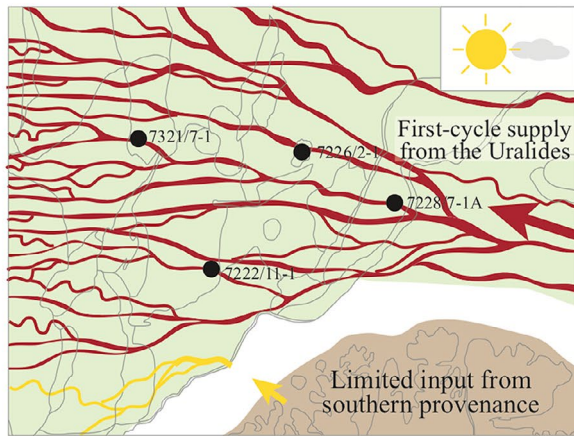 First-cycle supply
from the Uralides
7321/7-1
7226/2-1
7228/7-1A
7222/11-1
Limited input from
southern provenance